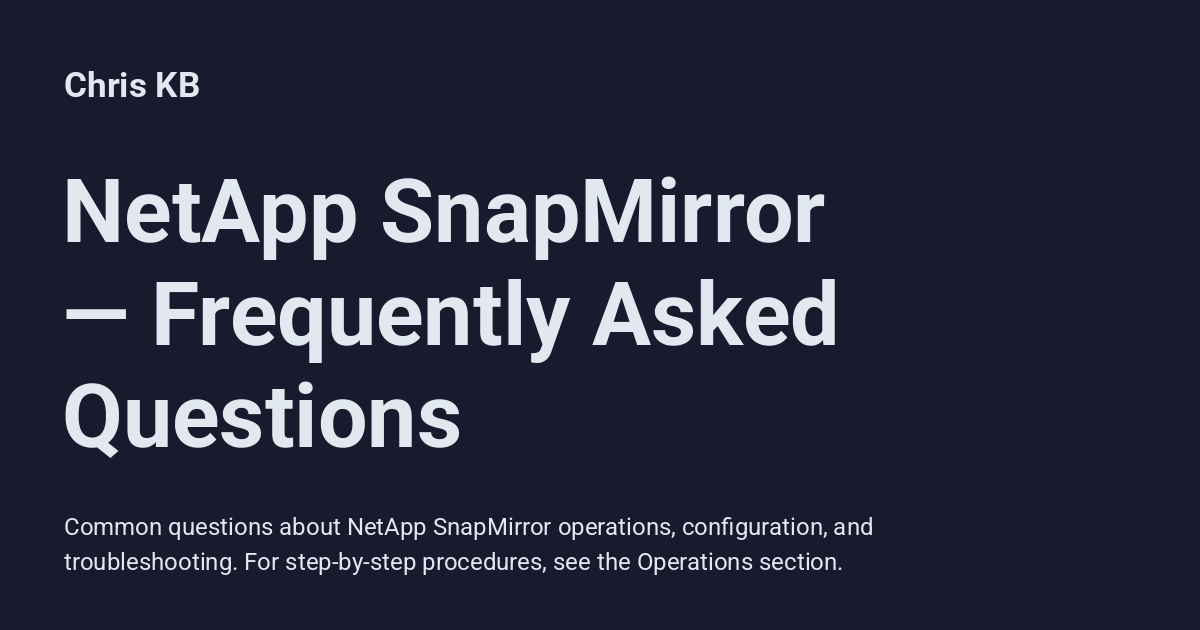 Chris KB
NetApp SnapMirror
— Frequently Asked
Questions
Common questions about NetApp SnapMirror operations, configuration, and
troubleshooting. For step-by-step procedures, see the Operations section.